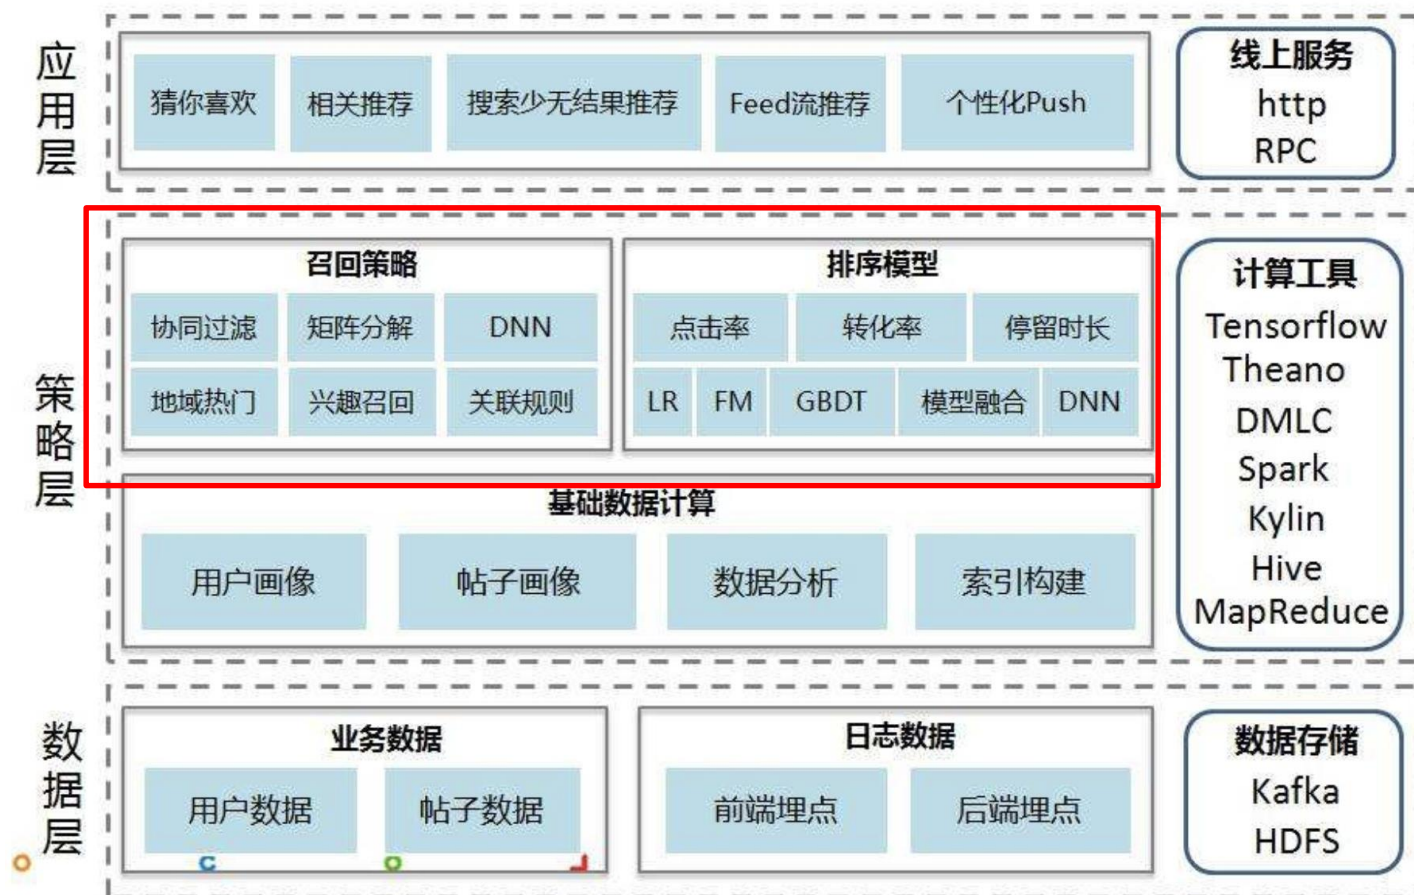 应用层
猜你喜欢
相关推荐
搜索少无结果推荐
Feed流推荐
个性化Push
线上服务
http
RPC
策略层
召回策略
协同过滤
矩阵分解
DNN
地域热门
兴趣召回
关联规则
排序模型
点击率
转化率
停留时长
LR
FM
GBDT
模型融合
DNN
基础数据计算
用户画像
帖子画像
数据分析
索引构建
计算工具
Tensorflow
Theano
DMLC
Spark
Kylin
Hive
MapReduce
数据层
业务数据
用户数据
帖子数据
日志数据
前端埋点
后端埋点
数据存储
Kafka
HDFS